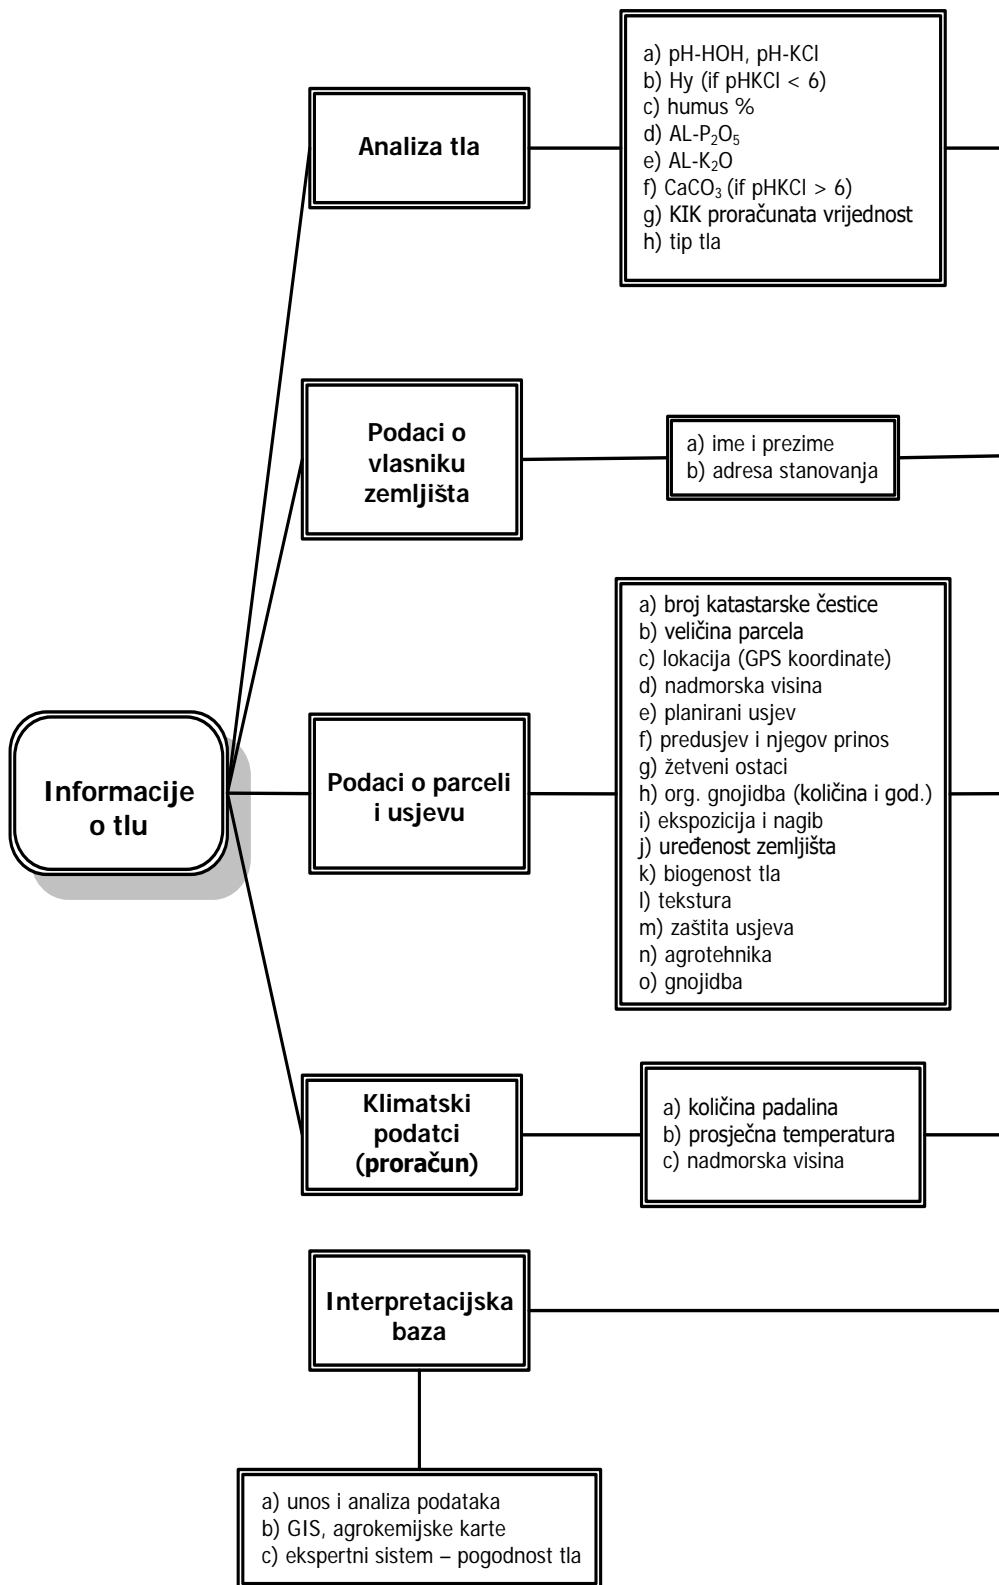 Informacije
o tlu
Analiza tla
a) pH-HOH, pH-KCl
b) Hy (if pHKCl < 6)
c) humus %
d) AL-P₂O₅
e) AL-K₂O
f) CaCO₃ (if pHKCl > 6)
g) KIK proračunata vrijednost
h) tip tla
Podaci o
vlasniku
zemljišta
a) ime i prezime
b) adresa stanovanja
Podaci o parceli
i usjevu
a) broj katastarske čestice
b) veličina parcela
c) lokacija (GPS koordinate)
d) nadmorska visina
e) planirani usjev
f) predusjev i njegov prinos
g) žetveni ostaci
h) org. gnojidba (količina i god.)
i) ekspozicija i nagib
j) uređenost zemljišta
k) biogenost tla
l) tekstura
m) zaštita usjeva
n) agrotehnika
o) gnojidba
Klimatski
podatci
(proračun)
a) količina padalina
b) prosječna temperatura
c) nadmorska visina
Interpretacijska
baza
a) unos i analiza podataka
b) GIS, agrokemijske karte
c) ekspertni sistem – pogodnost tla